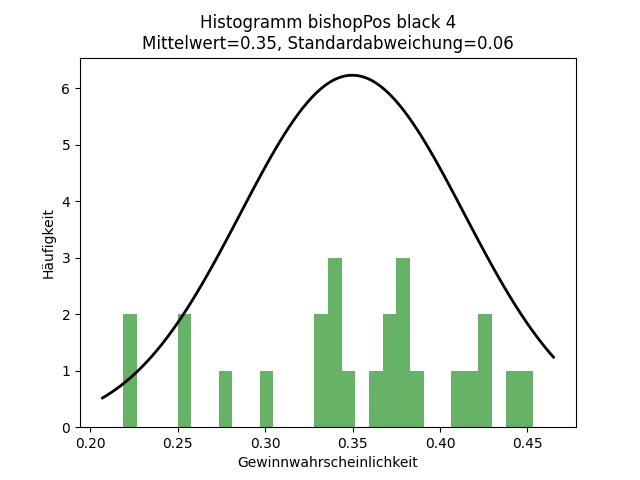 Histogramm bishopPos black 4
Mittelwert=0.35, Standardabweichung=0.06
6
5
4
3
2
1
0
Häufigkeit
0.20 0.25 0.30 0.35 0.40 0.45
Gewinnwahrscheinlichkeit